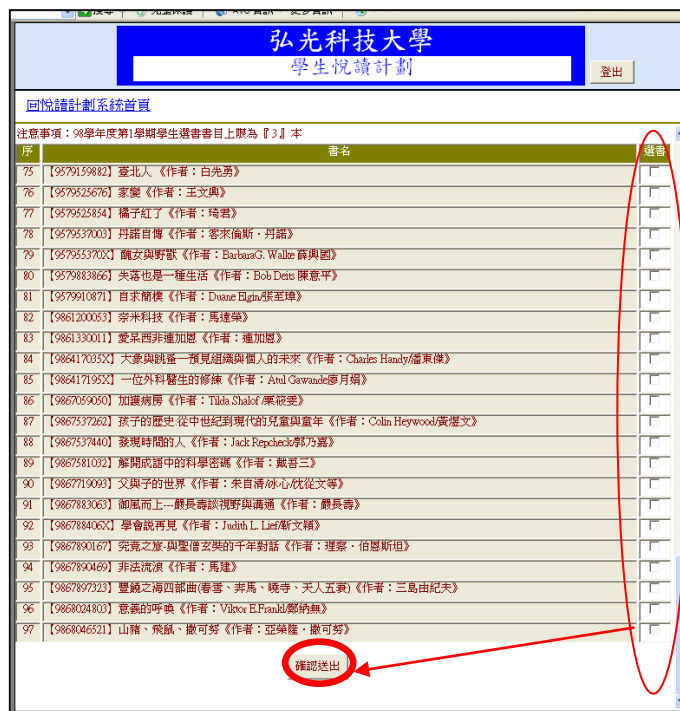 弘光科技大學
學生悅讀計劃
登出
回悅讀計劃系統首頁
注意事項：98學年度第1學期學生選書書目上限為『3』本
序 書名 選書
75 【9579159882】臺北人《作者：白先勇》
76 【9579525676】家變《作者：王文興》
77 【9579525854】橘子紅了《作者：琦君》
78 【9579537003】丹諾自傳《作者：客來倫斯．丹諾》
79 【957955370X】醜女與野獸《作者：BarbaraG. Walke 薛興國》
80 【9579883866】失落也是一種生活《作者：Bob Deits 陳意平》
81 【9579910871】自求簡樸《作者：Duane Elgin/張至璋》
82 【9861200053】奈米科技《作者：馬遠榮》
83 【9861330011】愛呆西非連加恩《作者：連加恩》
84 【986417035X】大象與跳蚤－預見組織與個人的未來《作者：Charles Handy/潘東傑》
85 【986417195X】一位外科醫生的修練《作者：Atul Gawande廖月娟》
86 【9867059050】加護病房《作者：Tilda Shalof /栗筱雯》
87 【9867537262】孩子的歷史:從中世紀到現代的兒童與童年《作者：Colin Heywood/黃煜文》
88 【9867537440】發現時間的人《作者：Jack Repcheck/郭乃嘉》
89 【9867581032】解開成語中的科學密碼《作者：戴吾三》
90 【9867719093】父與子的世界《作者：朱自清/冰心/沈從文等》
91 【9867883063】御風而上---嚴長壽談視野與溝通《作者：嚴長壽》
92 【986788406X】學會說再見《作者：Judith L. Lief/靳文穎》
93 【9867890167】究竟之旅-與聖僧玄奘的千年對話《作者：理察．伯恩斯坦》
94 【9867890469】非法流浪《作者：馬建》
95 【9867897323】豐饒之海四部曲(春雪、奔馬、曉寺、天人五衰)《作者：三島由紀夫》
96 【9868024803】意義的呼喚《作者：Viktor E.Frankl/鄭納無》
97 【9868046521】山豬、飛鼠、撒可努《作者：亞榮隆．撒可努》
確認送出